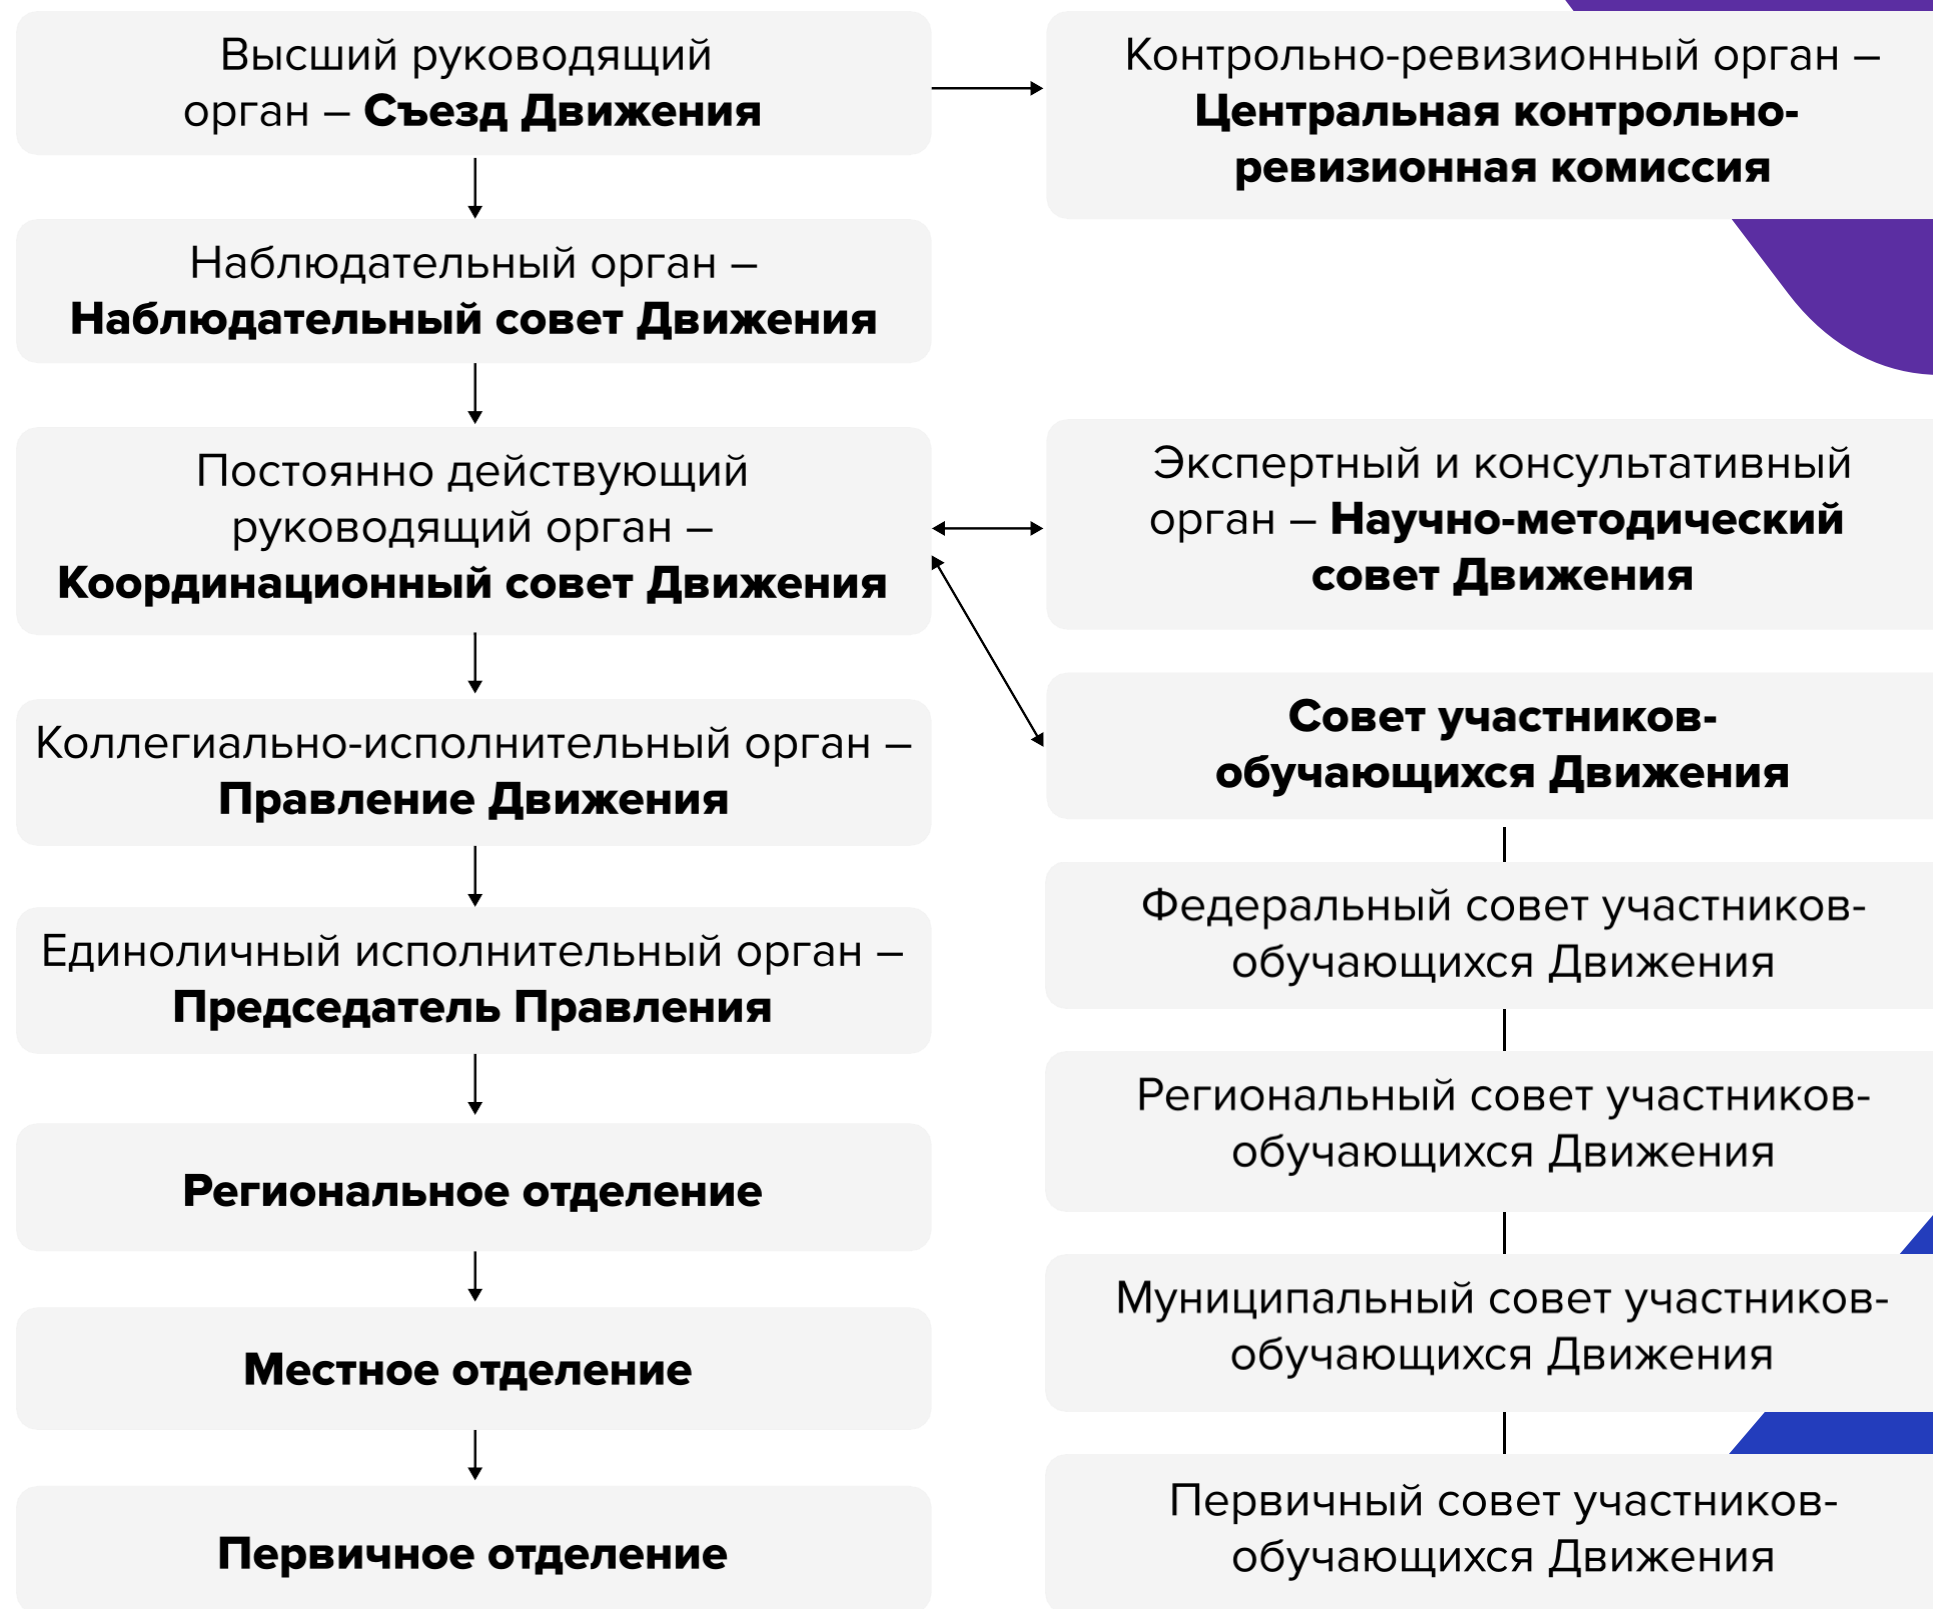 Высший руководящий
орган – Съезд Движения
Контрольно-ревизионный орган –
Центральная контрольно-
ревизионная комиссия
Наблюдательный орган –
Наблюдательный совет Движения
Постоянно действующий
руководящий орган –
Координационный совет Движения
Экспертный и консультативный
орган – Научно-методический
совет Движения
Коллегиально-исполнительный орган –
Правление Движения
Совет участников-
обучающихся Движения
Единоличный исполнительный орган –
Председатель Правления
Федеральный совет участников-
обучающихся Движения
Региональное отделение
Региональный совет участников-
обучающихся Движения
Местное отделение
Муниципальный совет участников-
обучающихся Движения
Первичное отделение
Первичный совет участников-
обучающихся Движения